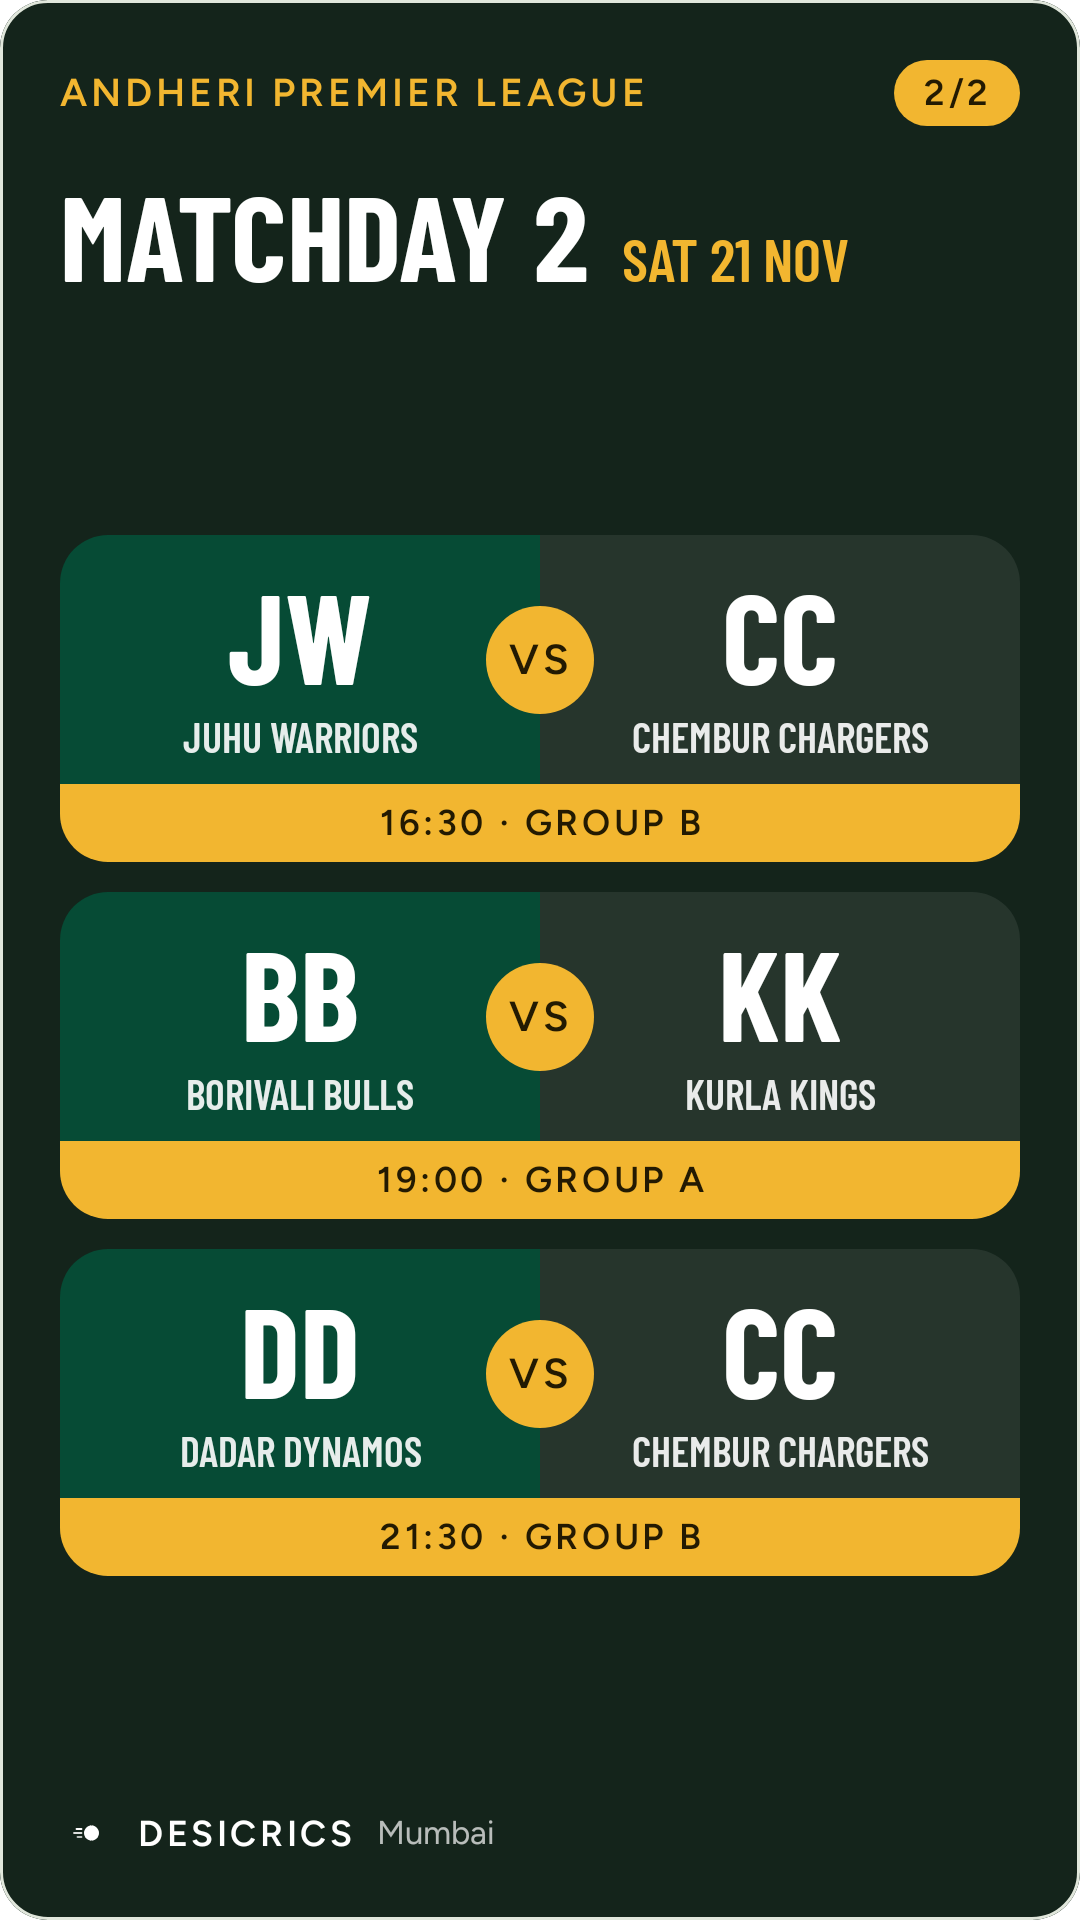 ANDHERI PREMIER LEAGUE 2/2
MATCHDAY 2 SAT 21 NOV
JW VS CC
JUHU WARRIORS CHEMBUR CHARGERS
16:30 · GROUP B
BB VS KK
BORIVALI BULLS KURLA KINGS
19:00 · GROUP A
DD VS CC
DADAR DYNAMOS CHEMBUR CHARGERS
21:30 · GROUP B
DESICRICS Mumbai